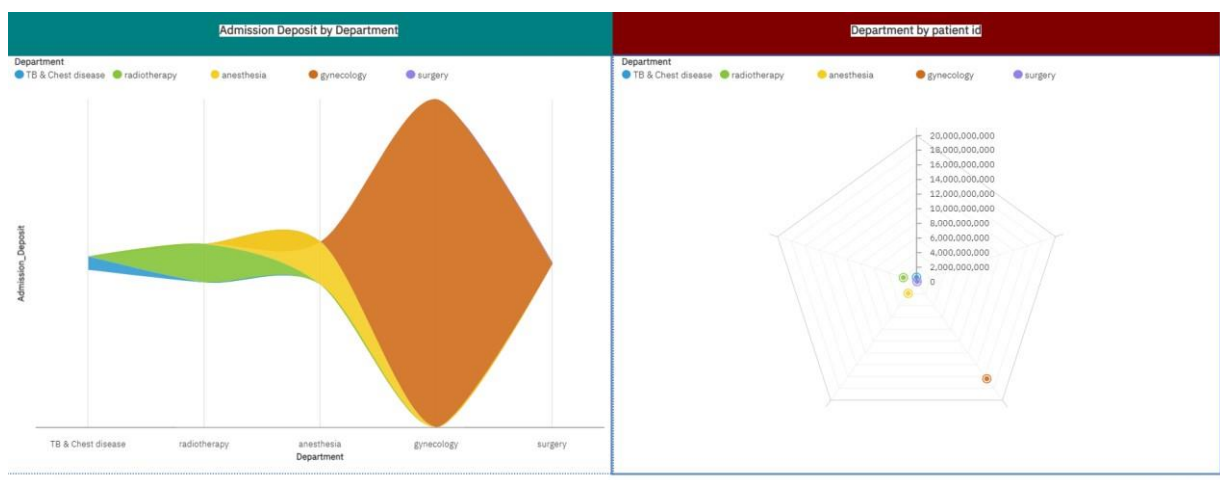 Admission Deposit by Department
Department
TB & Chest disease radiotherapy anesthesia gynecology surgery
Admission_Deposit
TB & Chest disease radiotherapy anesthesia gynecology surgery
Department
Department by patient id
Department
TB & Chest disease radiotherapy anesthesia gynecology surgery
20,000,000,000
18,000,000,000
16,000,000,000
14,000,000,000
12,000,000,000
10,000,000,000
8,000,000,000
6,000,000,000
4,000,000,000
2,000,000,000
0